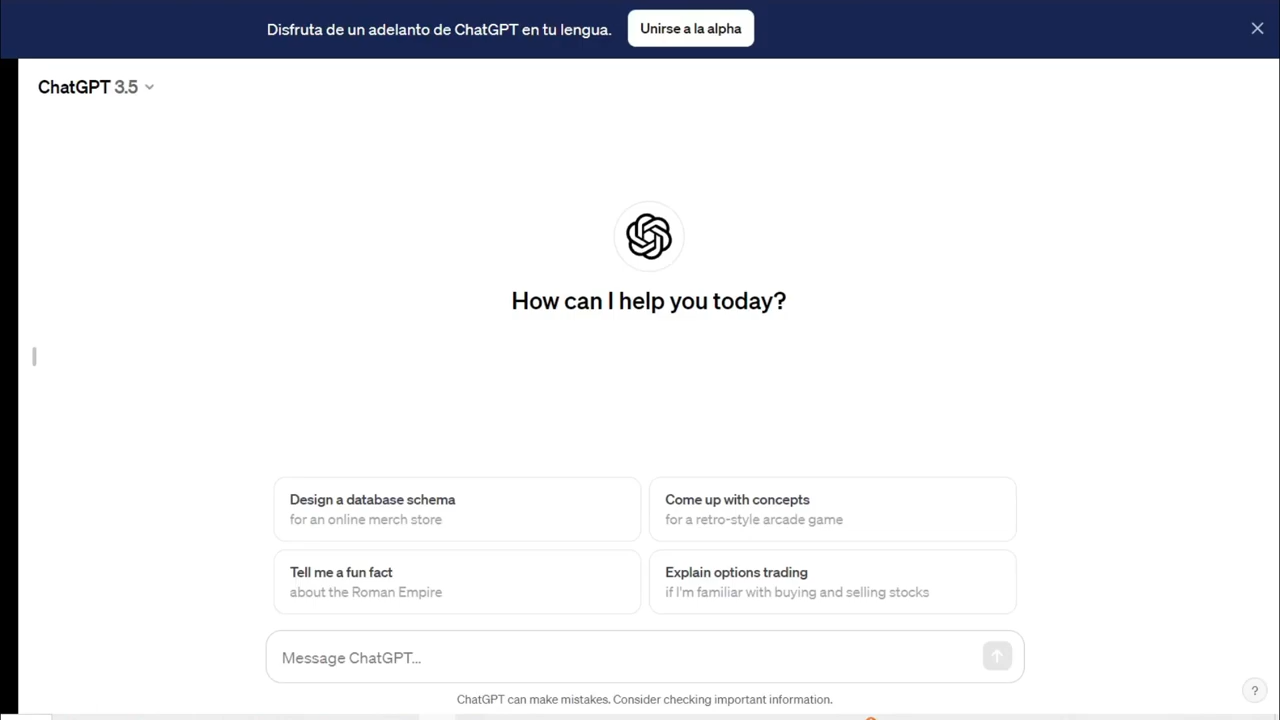 Disfruta de un adelanto de ChatGPT en tu lengua.
Unirse a la alpha
ChatGPT 3.5
How can I help you today?
Design a database schema
for an online merch store
Come up with concepts
for a retro-style arcade game
Tell me a fun fact
about the Roman Empire
Explain options trading
if I'm familiar with buying and selling stocks
Message ChatGPT...
ChatGPT can make mistakes. Consider checking important information.
?